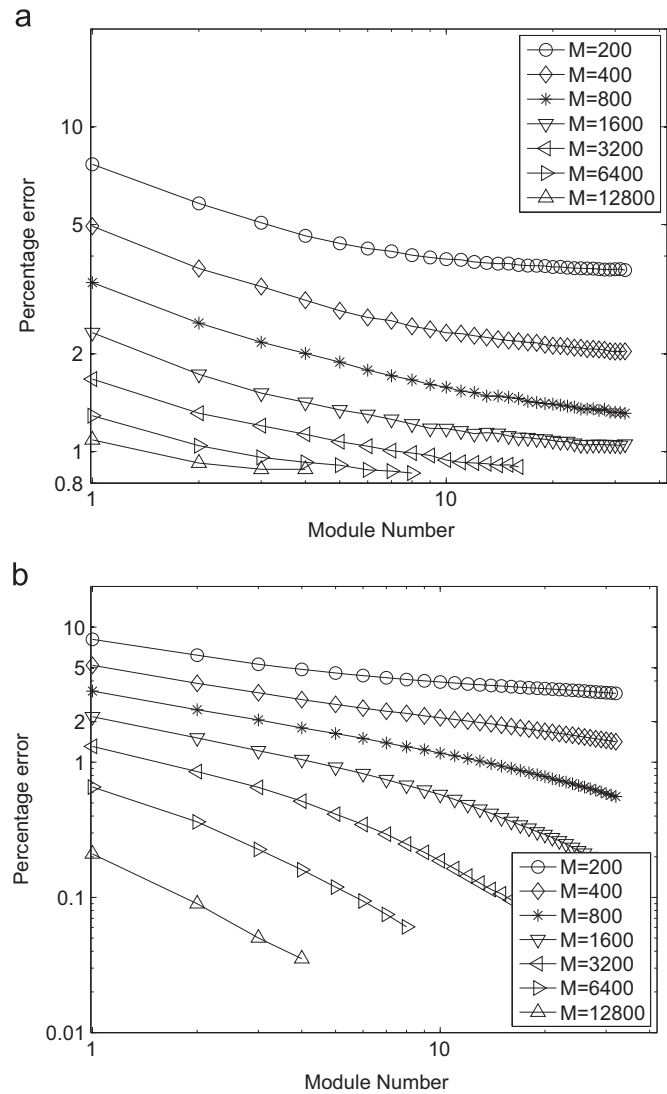 a
M=200
M=400
M=800
M=1600
M=3200
M=6400
M=12800
10
5
2
1
0.8
1
10
Percentage error
Module Number
b
10
5
2
1
0.1
0.01
1
10
Percentage error
M=200
M=400
M=800
M=1600
M=3200
M=6400
M=12800
Module Number